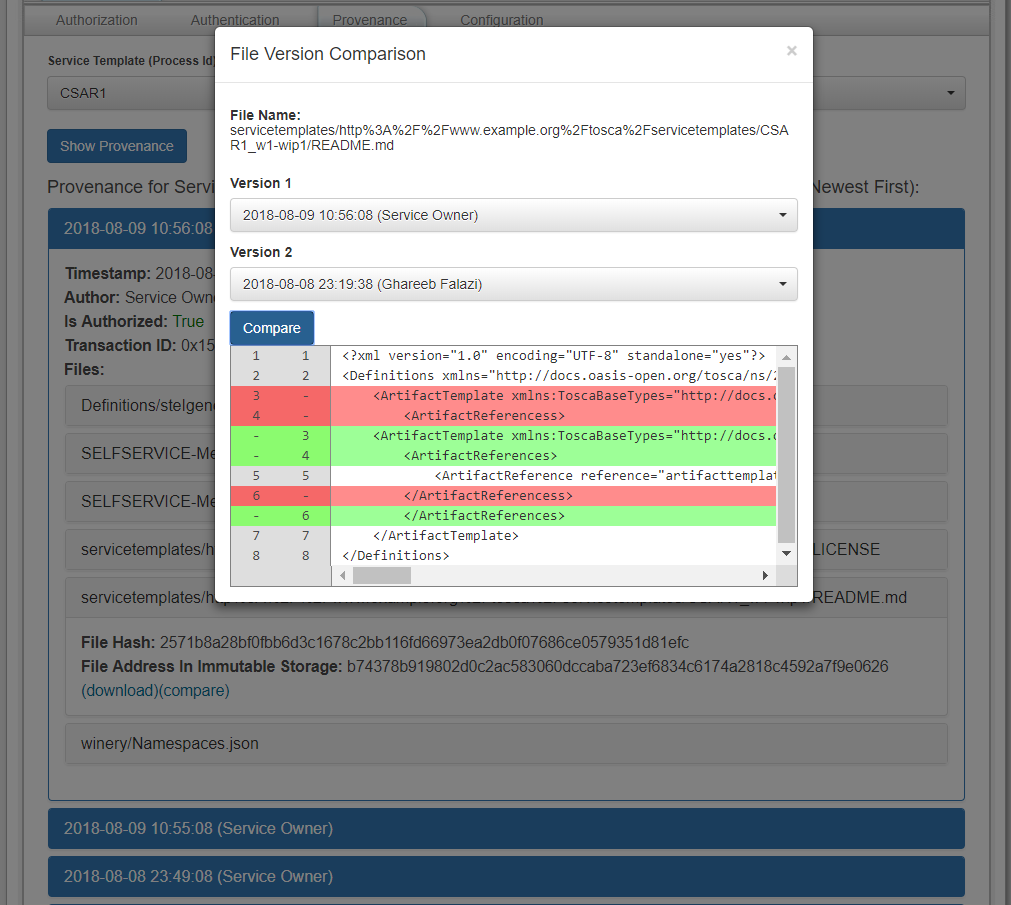 Authorization Authentication Provenance Configuration
Service Template (Process Id)
CSAR1
Show Provenance
Provenance for Servi Newest First):
2018-08-09 10:56:08
Timestamp: 2018-08-
Author: Service Own
Is Authorized: True
Transaction ID: 0x15
Files:
Definitions/stelgen
SELFSERVICE-Me
SELFSERVICE-Me
servicetemplates/h LICENSE
servicetemplates/h README.md
File Hash: 2571b8a28bf0fbb6d3c1678c2bb116fd66973ea2db0f07686ce0579351d81efc
File Address In Immutable Storage: b74378b919802d0c2ac583060dccaba723ef6834c6174a2818c4592a7f9e0626
(download)(compare)
winery/Namespaces.json
2018-08-09 10:55:08 (Service Owner)
2018-08-08 23:49:08 (Service Owner)
File Version Comparison ×
File Name:
servicetemplates/http%3A%2F%2Fwww.example.org%2Ftosca%2Fservicetemplates/CSA
R1_w1-wip1/README.md
Version 1
2018-08-09 10:56:08 (Service Owner)
Version 2
2018-08-08 23:19:38 (Ghareeb Falazi)
Compare
1 1 <?xml version="1.0" encoding="UTF-8" standalone="yes"?>
2 2 <Definitions xmlns="http://docs.oasis-open.org/tosca/ns/2
3 - <ArtifactTemplate xmlns:ToscaBaseTypes="http://docs.o
4 - <ArtifactReferencess>
- 3 <ArtifactTemplate xmlns:ToscaBaseTypes="http://docs.o
- 4 <ArtifactReferences>
5 5 <ArtifactReference reference="artifacttemplat
6 - </ArtifactReferencess>
- 6 </ArtifactReferences>
7 7 </ArtifactTemplate>
8 8 </Definitions>